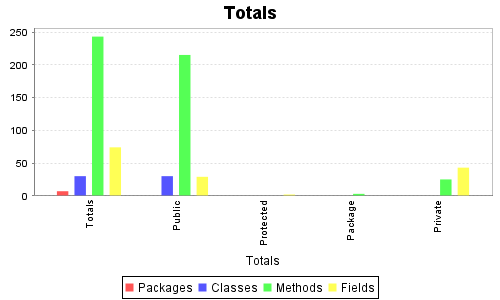 Totals
250
200
150
100
50
0
Totals
Public
Protected
Package
Private
Totals
Packages Classes Methods Fields